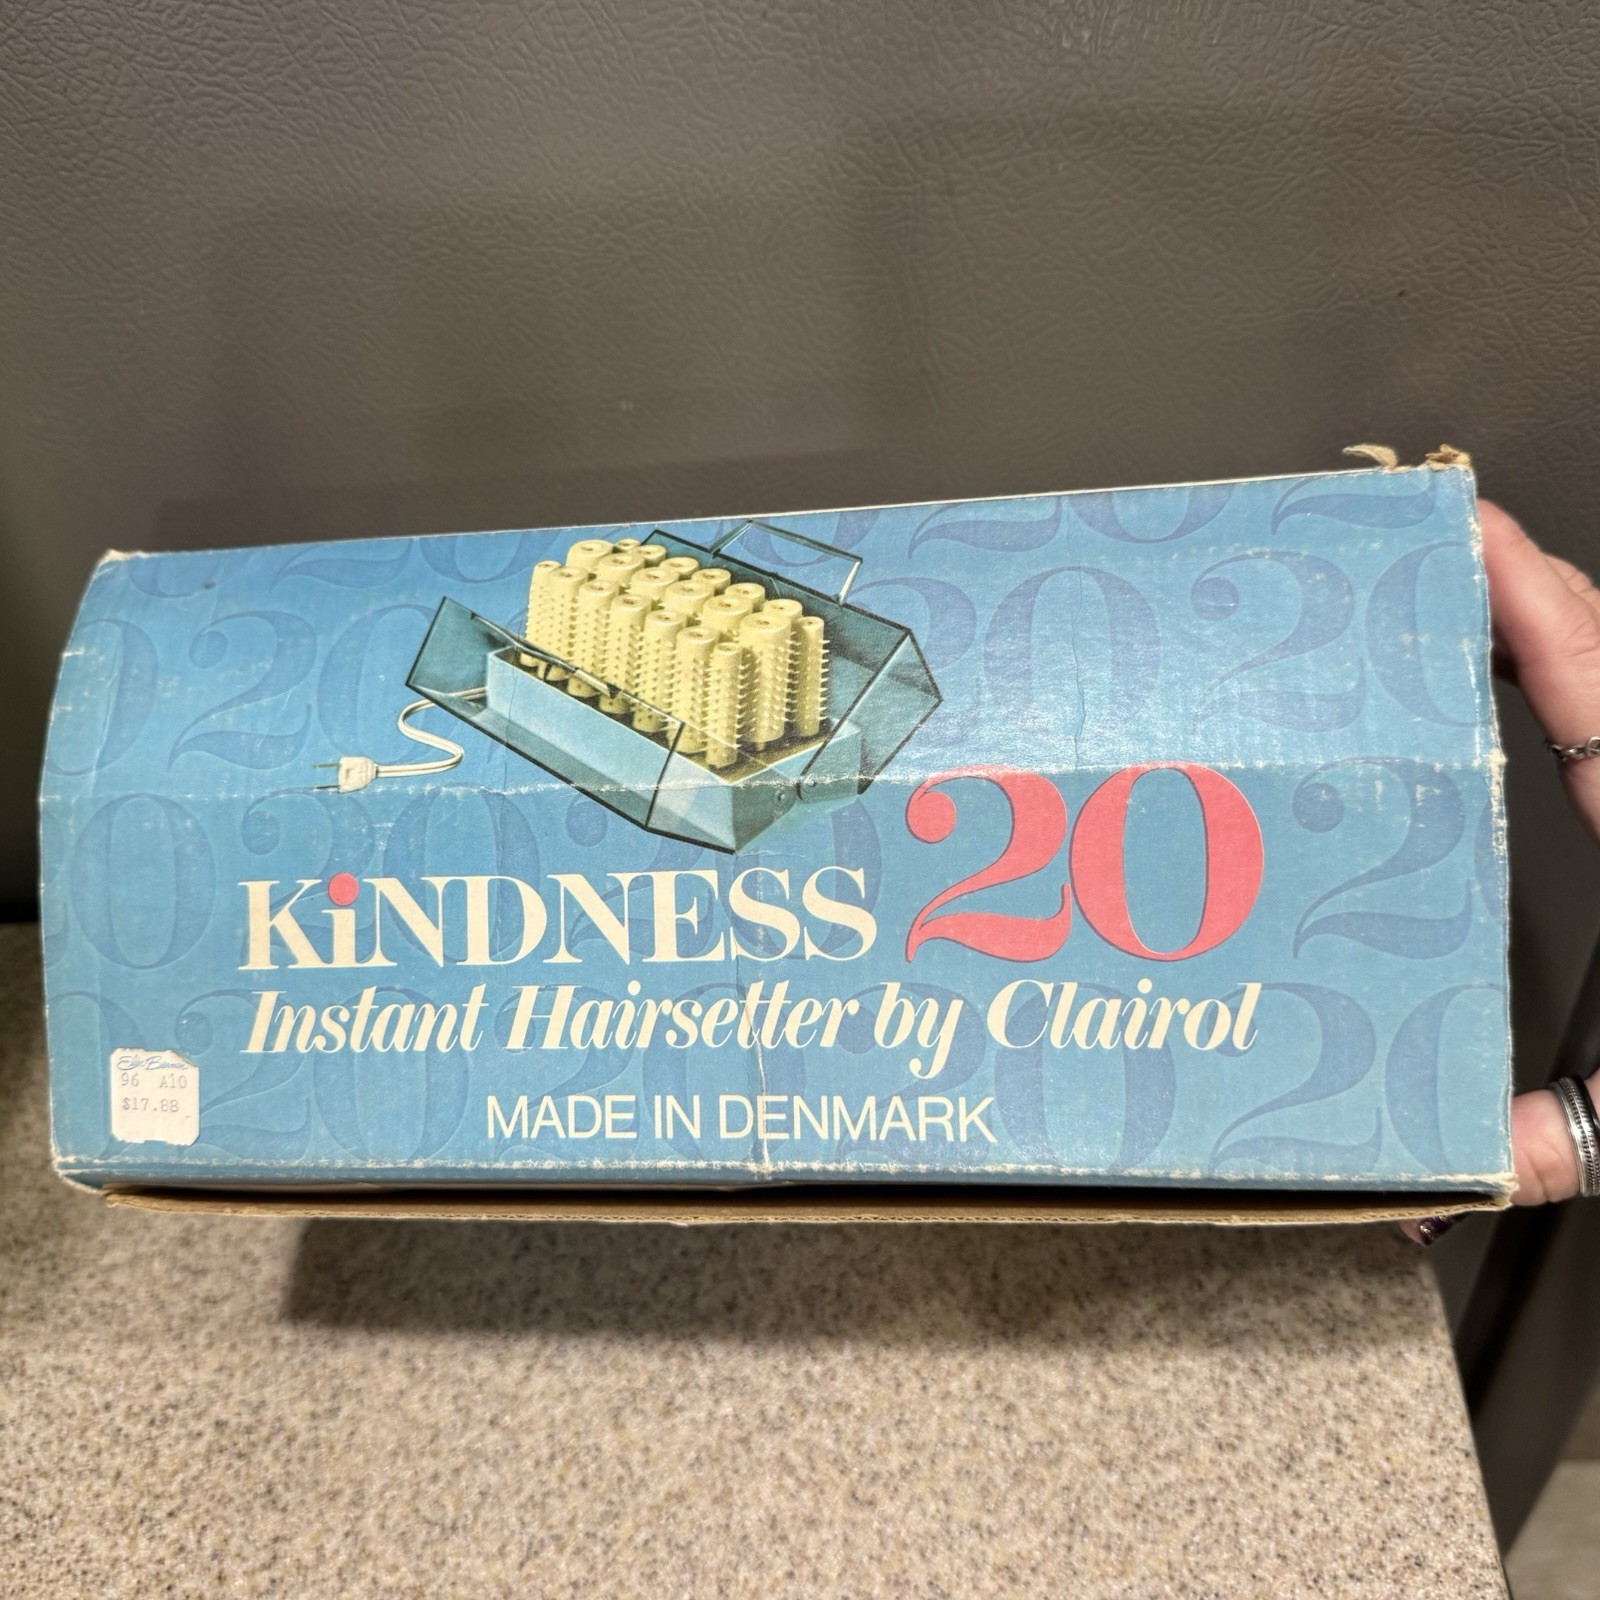 KiNDNESS 20
Instant Hairsetter by Clairol
MADE IN DENMARK
96 A10
$17.88